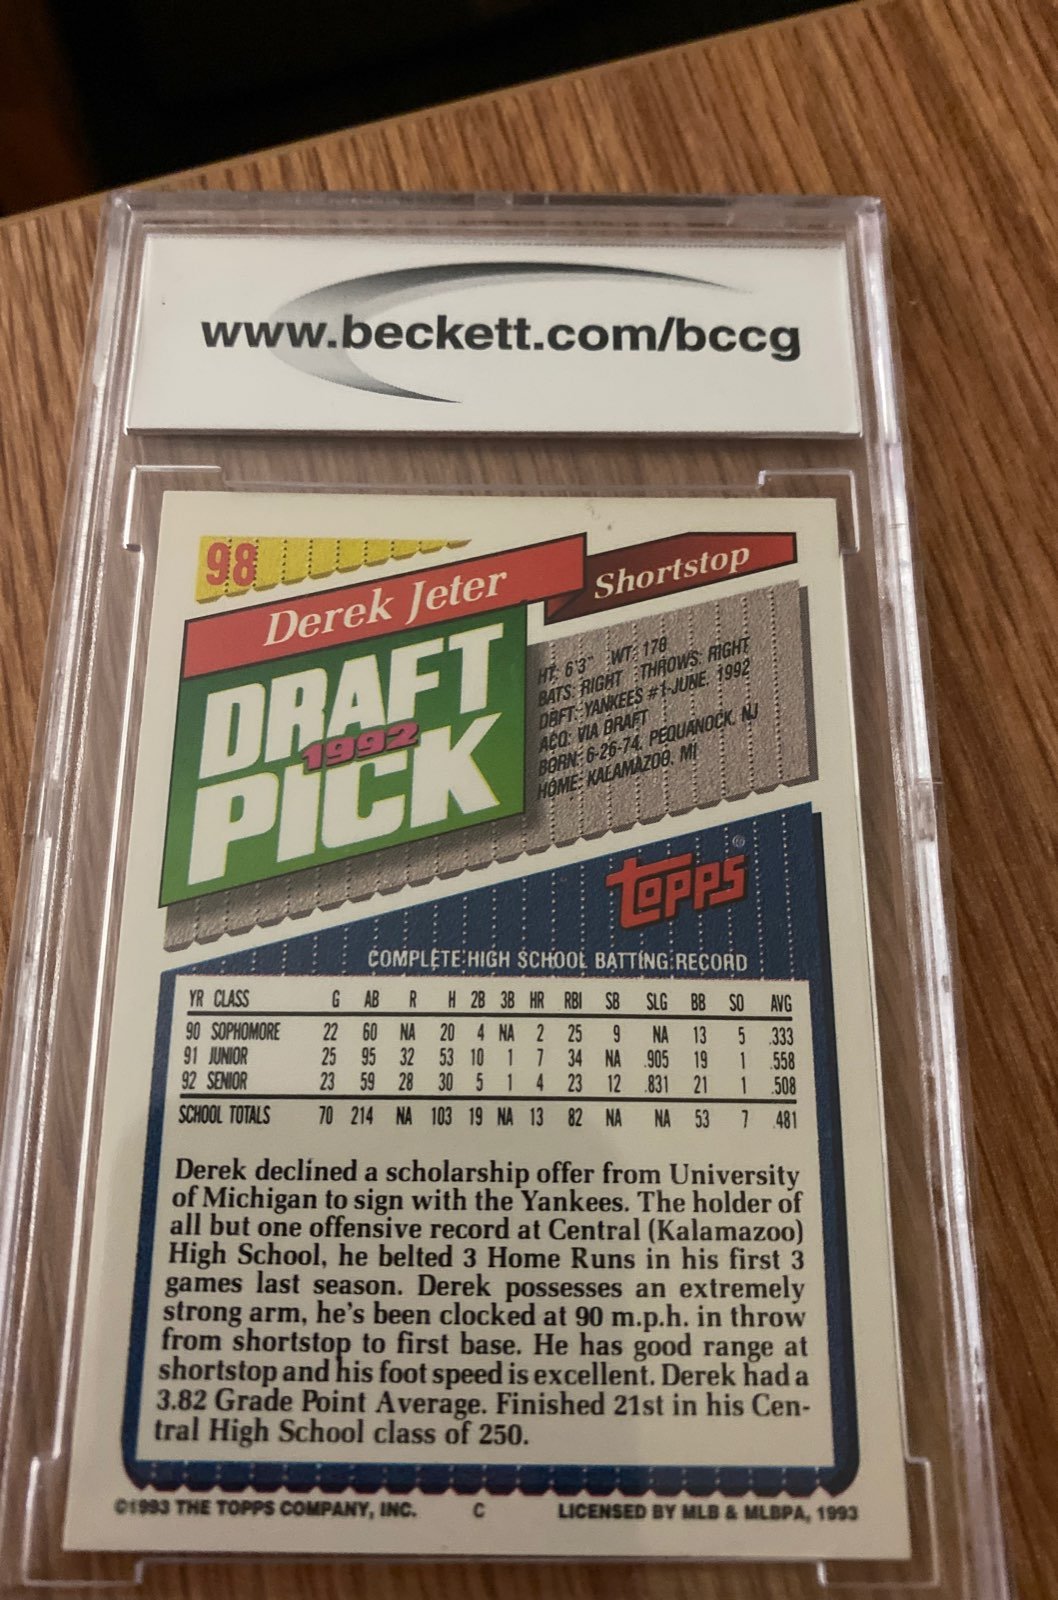 www.beckett.com/bccg
98
Derek Jeter
Shortstop
DRAFT
1992
PICK
HT: 6'3" WT: 178
BATS: RIGHT THROWS: RIGHT
DRFT: YANKEES #1-JUNE, 1992
ACQ: VIA DRAFT
BORN: 6-26-74, PEQUANOCK, NJ
HOME: KALAMAZOO, MI
Topps®
COMPLETE HIGH SCHOOL BATTING RECORD
YR CLASS G AB R H 2B 3B HR RBI SB SLG BB SO AVG
90 SOPHOMORE 22 60 NA 20 4 NA 2 25 9 NA 13 5 .333
91 JUNIOR 25 95 32 53 10 1 7 34 NA .905 19 1 .558
92 SENIOR 23 59 28 30 5 1 4 23 12 .831 21 1 .508
SCHOOL TOTALS 70 214 NA 103 19 NA 13 82 NA NA 53 7 .481
Derek declined a scholarship offer from University
of Michigan to sign with the Yankees. The holder of
all but one offensive record at Central (Kalamazoo)
High School, he belted 3 Home Runs in his first 3
games last season. Derek possesses an extremely
strong arm, he's been clocked at 90 m.p.h. in throw
from shortstop to first base. He has good range at
shortstop and his foot speed is excellent. Derek had a
3.82 Grade Point Average. Finished 21st in his Cen-
tral High School class of 250.
©1993 THE TOPPS COMPANY, INC. C LICENSED BY MLB & MLBPA, 1993